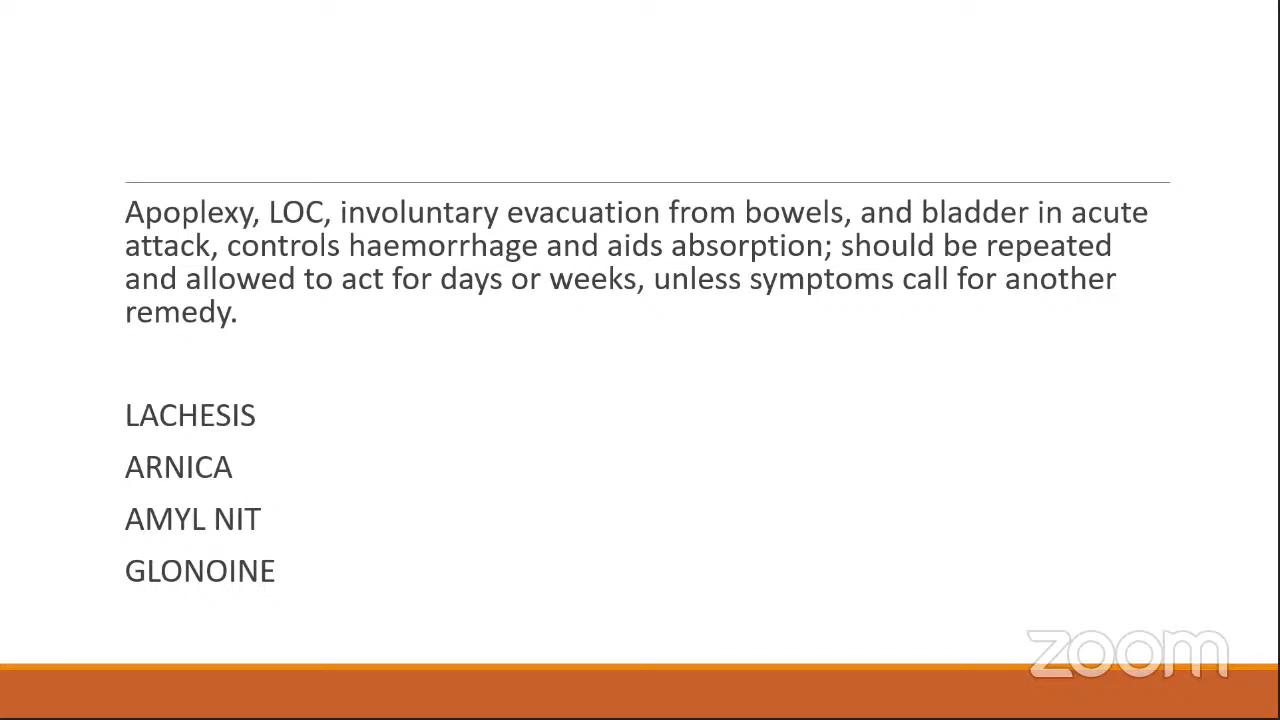 Apoplexy, LOC, involuntary evacuation from bowels, and bladder in acute
attack, controls haemorrhage and aids absorption; should be repeated
and allowed to act for days or weeks, unless symptoms call for another
remedy.
LACHESIS
ARNICA
AMYL NIT
GLONOINE
zoom